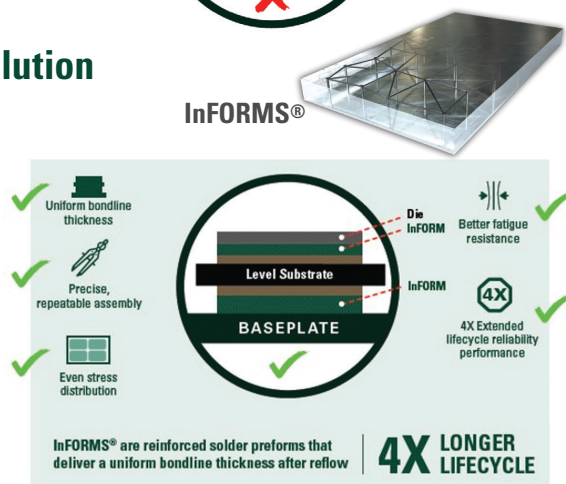 lution
InFORMS®
Uniform bondline
thickness
Precise,
repeatable assembly
Even stress
distribution
Die
InFORM
Level Substrate
InFORM
BASEPLATE
Better fatigue
resistance
4X
4X Extended
lifecycle reliability
performance
InFORMS® are reinforced solder preforms that
deliver a uniform bondline thickness after reflow
4X LONGER
LIFECYCLE